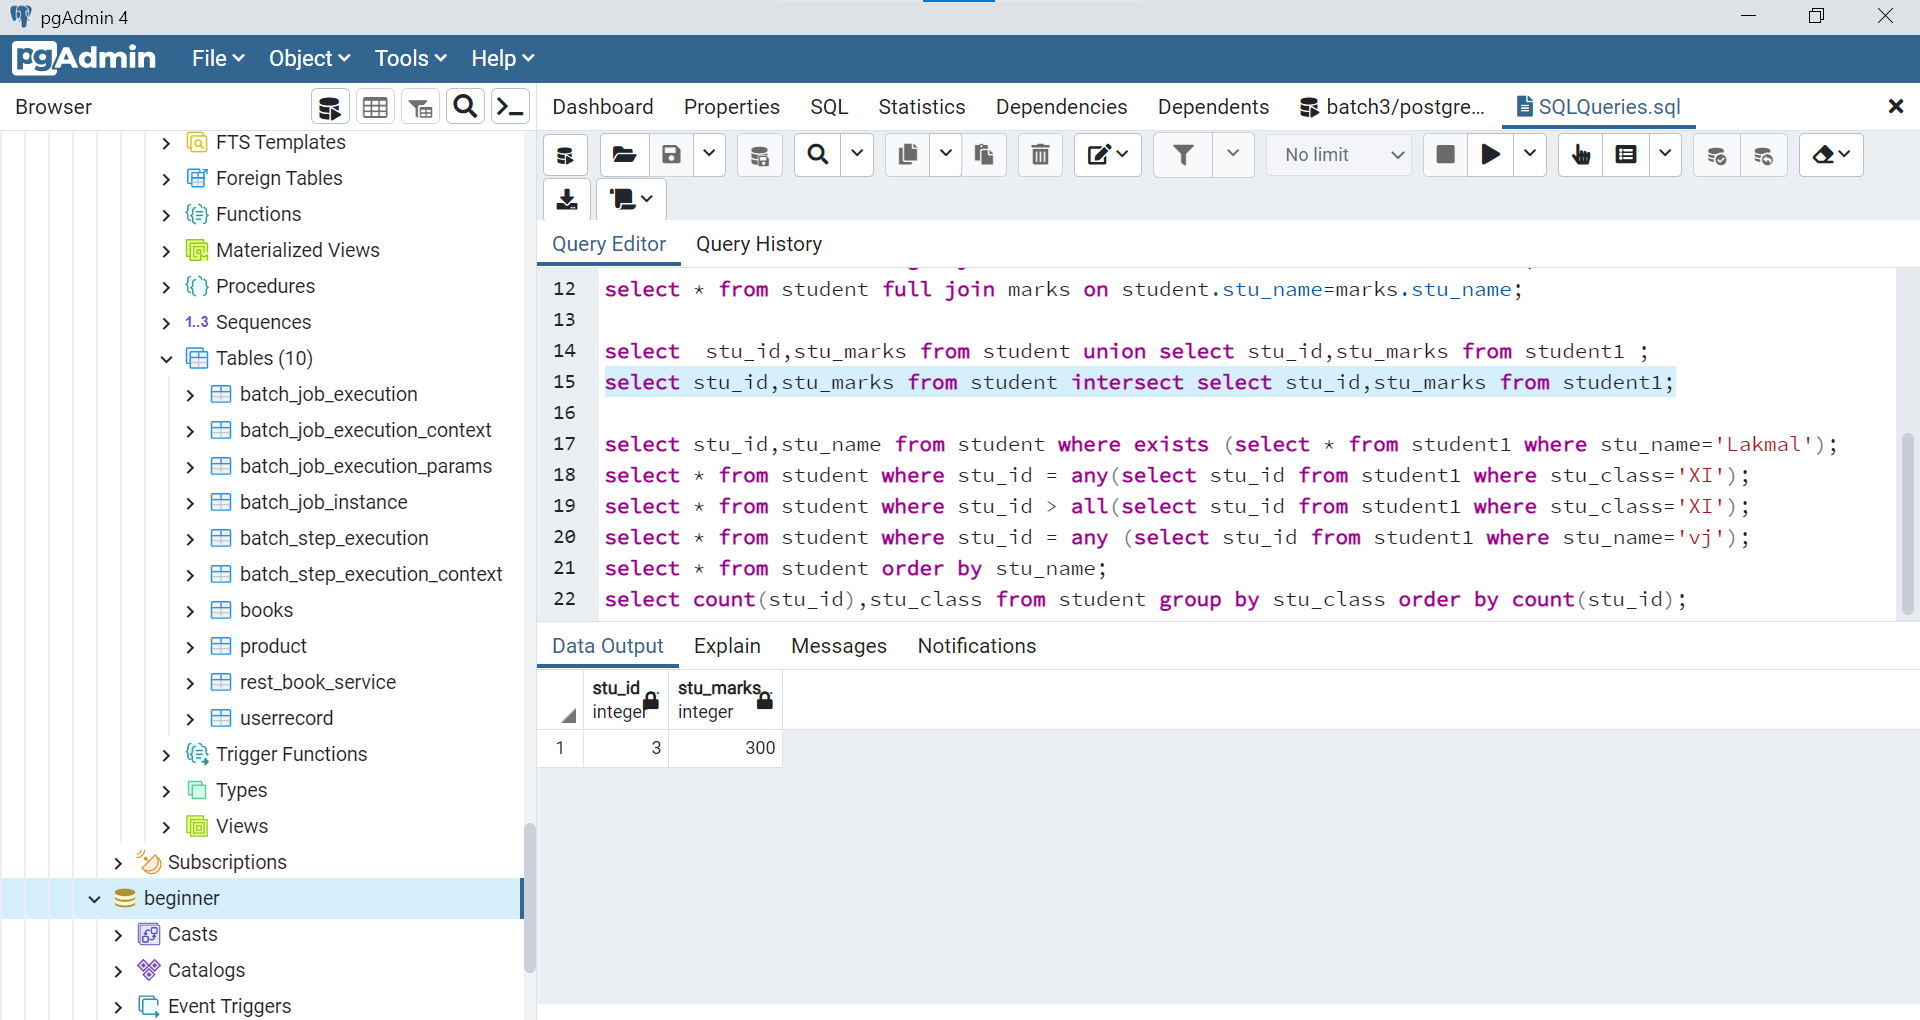 pgAdmin 4
pgAdmin File Object Tools Help
Browser
Dashboard Properties SQL Statistics Dependencies Dependents batch3/postgre... SQLQueries.sql
No limit
FTS Templates
Foreign Tables
Functions
Materialized Views
Procedures
1..3 Sequences
Tables (10)
batch_job_execution
batch_job_execution_context
batch_job_execution_params
batch_job_instance
batch_step_execution
batch_step_execution_context
books
product
rest_book_service
userrecord
Trigger Functions
Types
Views
Subscriptions
beginner
Casts
Catalogs
Event Triggers
Query Editor Query History
12 select * from student full join marks on student.stu_name=marks.stu_name;
13
14 select  stu_id,stu_marks from student union select stu_id,stu_marks from student1 ;
15 select stu_id,stu_marks from student intersect select stu_id,stu_marks from student1;
16
17 select stu_id,stu_name from student where exists (select * from student1 where stu_name='Lakmal');
18 select * from student where stu_id = any(select stu_id from student1 where stu_class='XI');
19 select * from student where stu_id > all(select stu_id from student1 where stu_class='XI');
20 select * from student where stu_id = any (select stu_id from student1 where stu_name='vj');
21 select * from student order by stu_name;
22 select count(stu_id),stu_class from student group by stu_class order by count(stu_id);
Data Output Explain Messages Notifications
stu_id stu_marks
integer integer
1 3 300